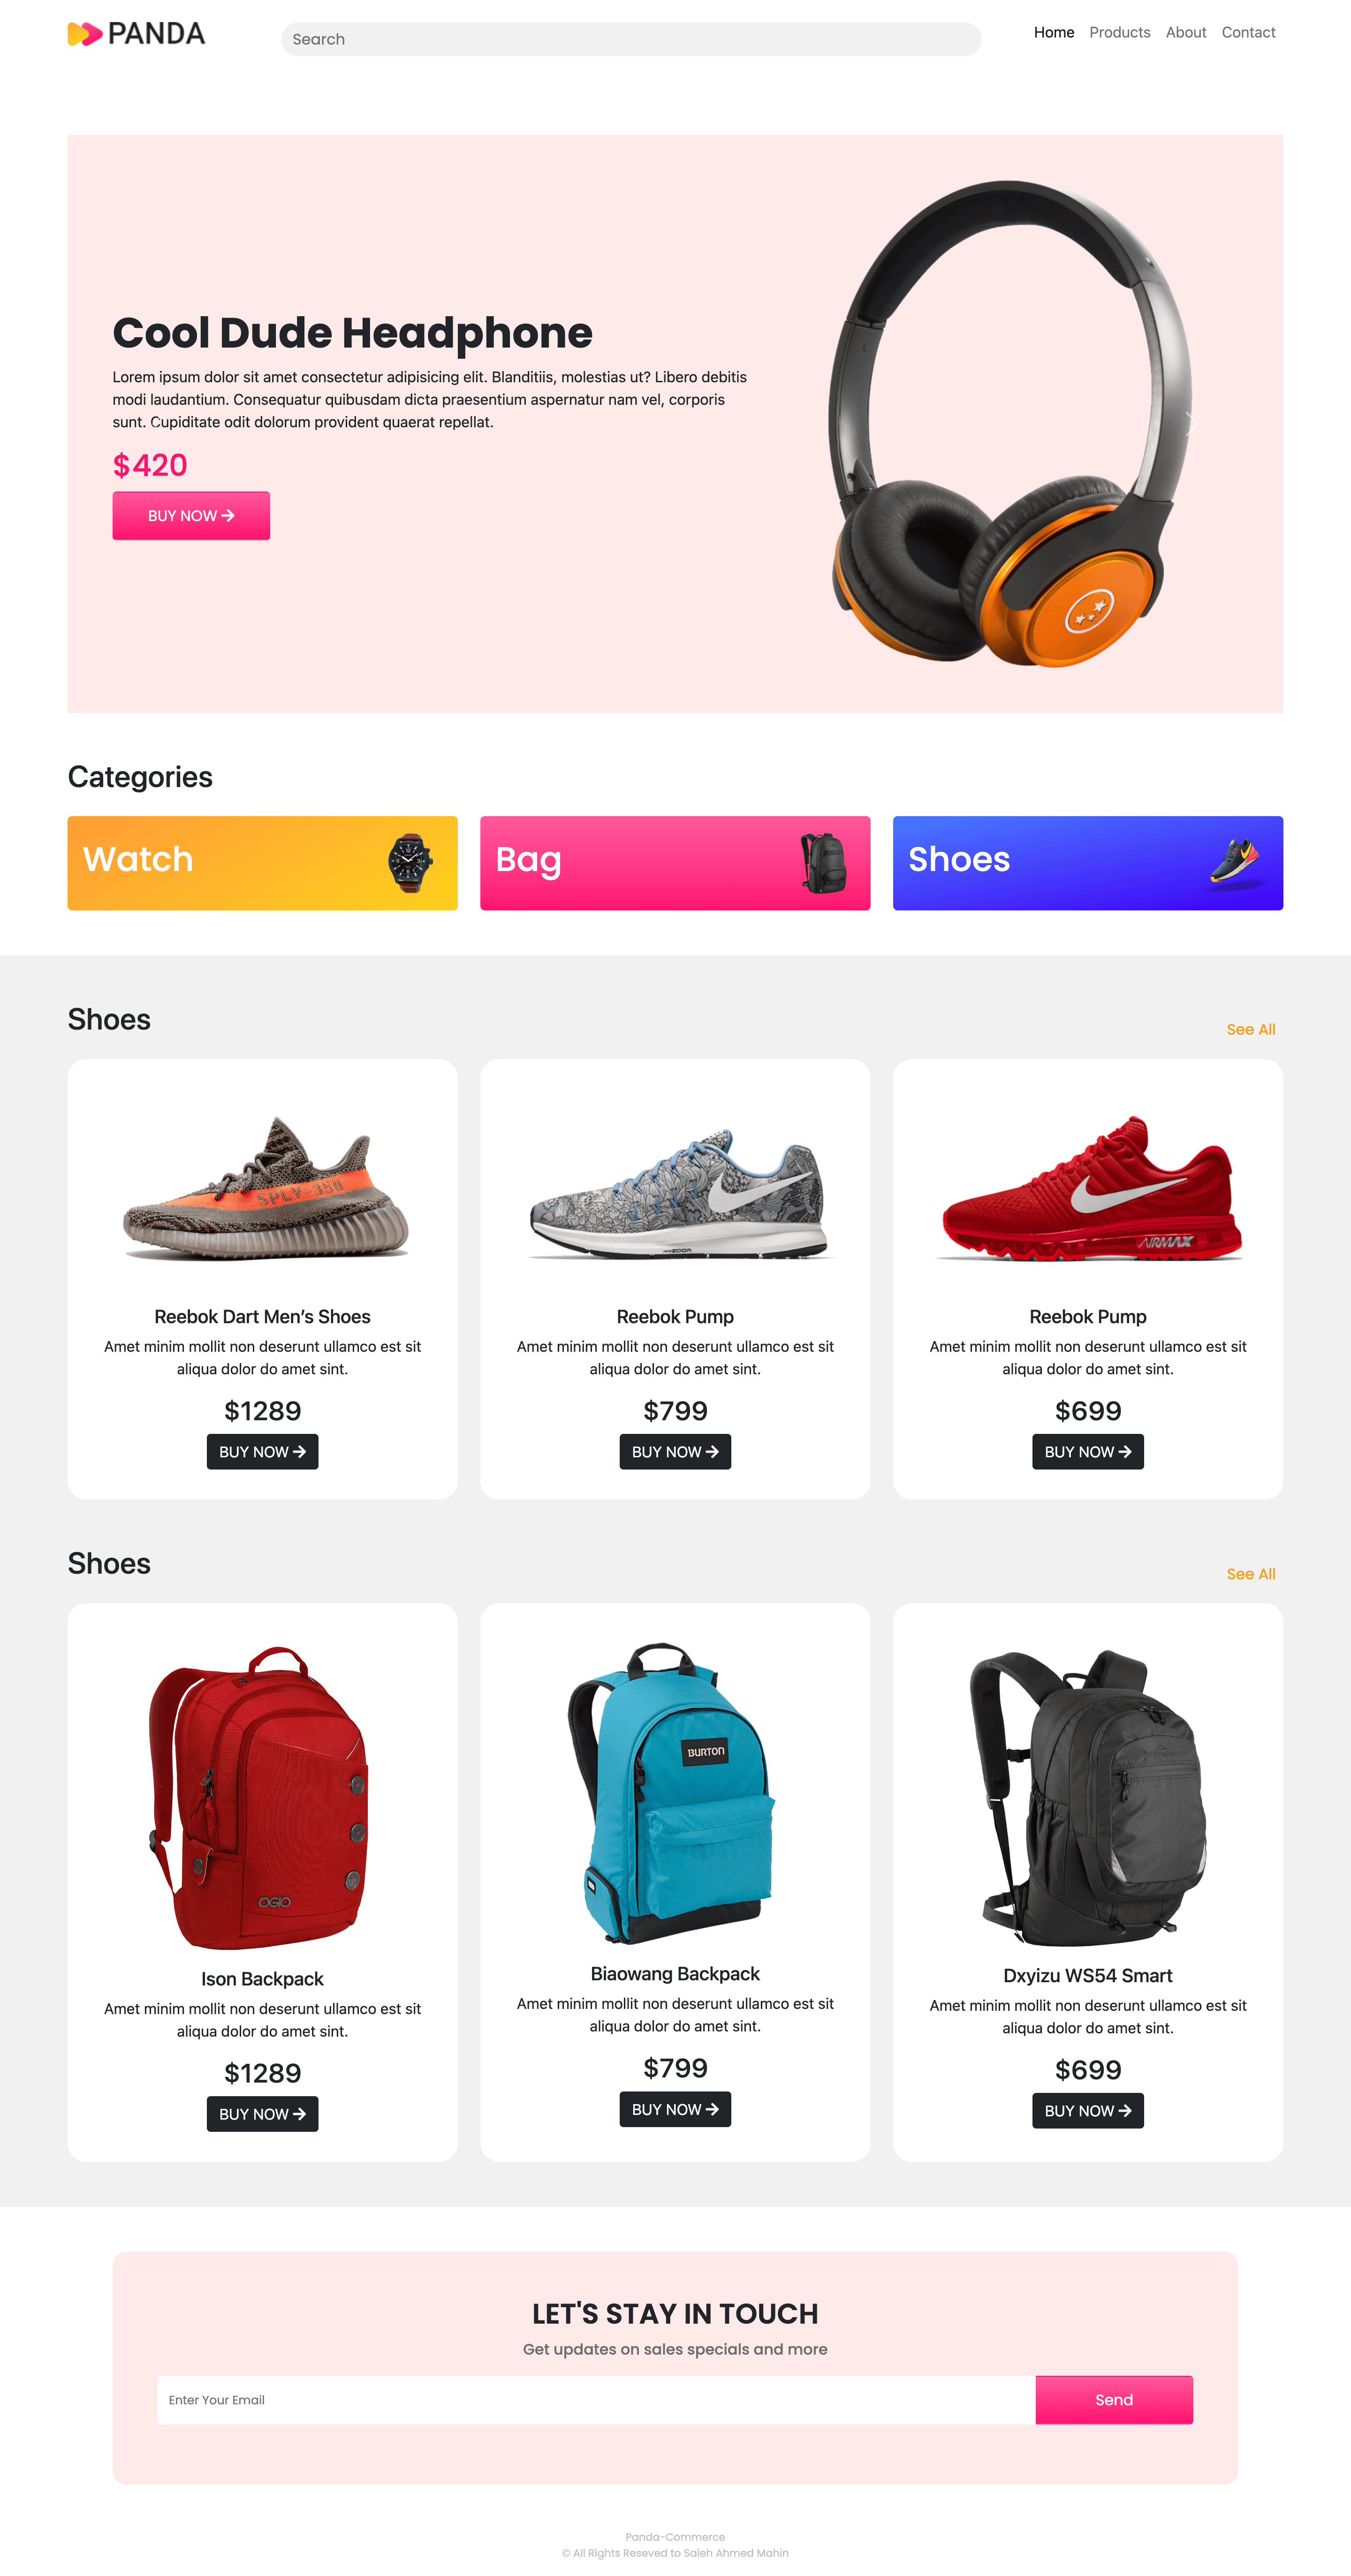 PANDA
Search
Home Products About Contact
Cool Dude Headphone
Lorem ipsum dolor sit amet consectetur adipisicing elit. Blanditiis, molestias ut? Libero debitis
modi laudantium. Consequatur quibusdam dicta praesentium aspernatur nam vel, corporis
sunt. Cupiditate odit dolorum provident quaerat repellat.
$420
BUY NOW
Categories
Watch
Bag
Shoes
Shoes
See All
SPLY-350
Reebok Dart Men’s Shoes
Amet minim mollit non deserunt ullamco est sit
aliqua dolor do amet sint.
$1289
BUY NOW
ZOOM
Reebok Pump
Amet minim mollit non deserunt ullamco est sit
aliqua dolor do amet sint.
$799
BUY NOW
AIRMAX
Reebok Pump
Amet minim mollit non deserunt ullamco est sit
aliqua dolor do amet sint.
$699
BUY NOW
Shoes
See All
OGIO
Ison Backpack
Amet minim mollit non deserunt ullamco est sit
aliqua dolor do amet sint.
$1289
BUY NOW
BURTON
Biaowang Backpack
Amet minim mollit non deserunt ullamco est sit
aliqua dolor do amet sint.
$799
BUY NOW
Dxyizu WS54 Smart
Amet minim mollit non deserunt ullamco est sit
aliqua dolor do amet sint.
$699
BUY NOW
LET'S STAY IN TOUCH
Get updates on sales specials and more
Enter Your Email
Send
Panda-Commerce
© All Rights Reseved to Saleh Ahmed Mahin